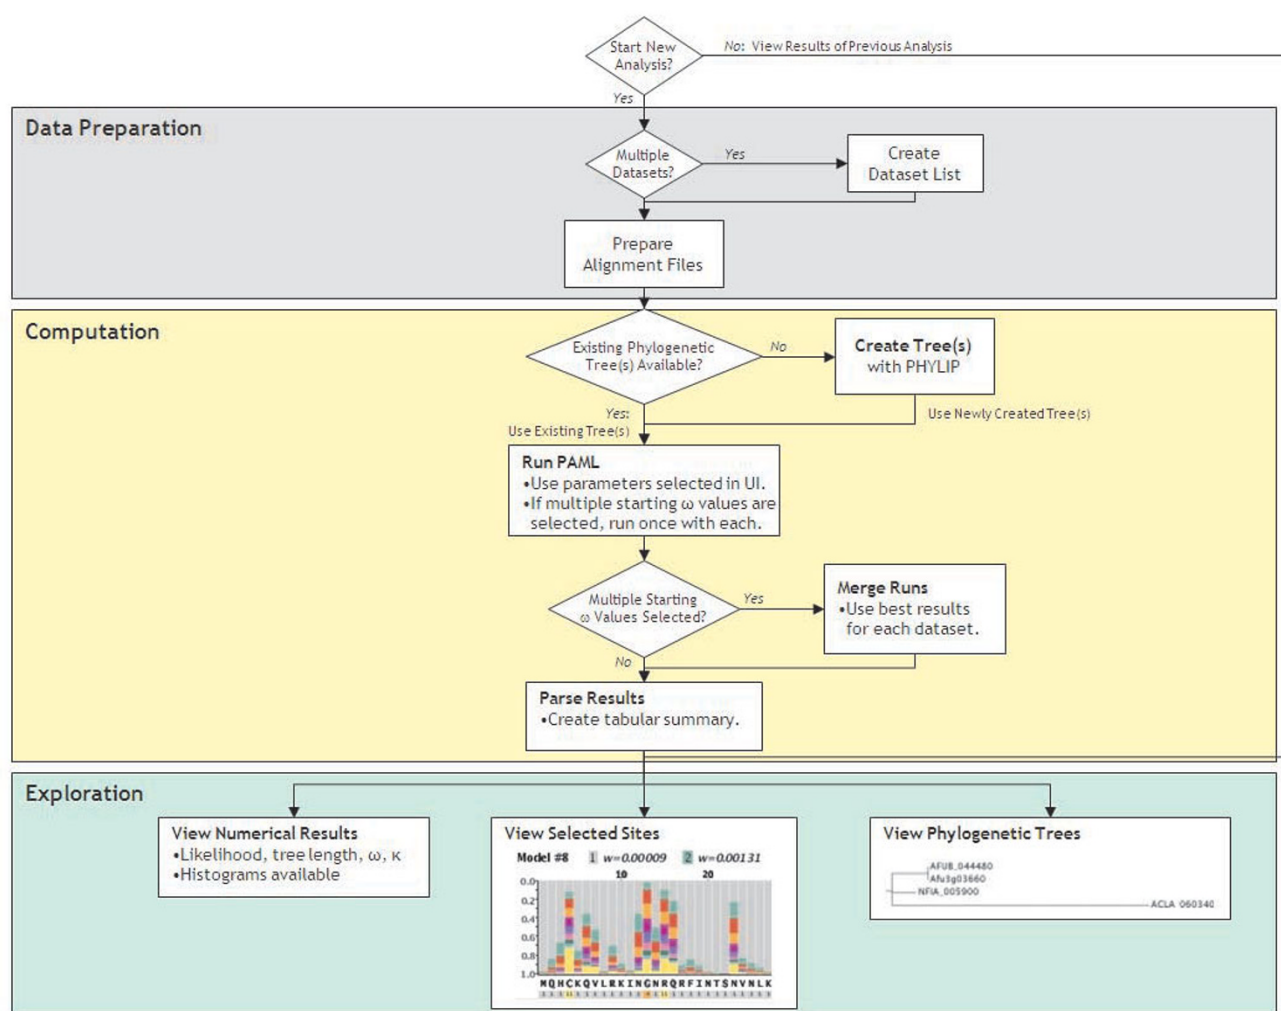 Start New
Analysis?
No: View Results of Previous Analysis
Yes
Data Preparation
Multiple
Datasets?
Yes
Create
Dataset List
Prepare
Alignment Files
Computation
Existing Phylogenetic
Tree(s) Available?
No
Create Tree(s)
with PHYLIP
Yes:
Use Existing Tree(s)
Use Newly Created Tree(s)
Run PAML
•Use parameters selected in UI.
•If multiple starting ω values are
selected, run once with each.
Multiple Starting
ω Values Selected?
Yes
Merge Runs
•Use best results
for each dataset.
No
Parse Results
•Create tabular summary.
Exploration
View Numerical Results
•Likelihood, tree length, ω, κ
•Histograms available
View Selected Sites
Model #8 1 w=0.00009 2 w=0.00131
10 20
0.0
0.2
0.4
0.6
0.8
1.0
MQHCKQVLRKINGNRQRFINTSNVNLK
View Phylogenetic Trees
AFUB_044480
Afu3g03660
NFIA_005900
ACLA_060340